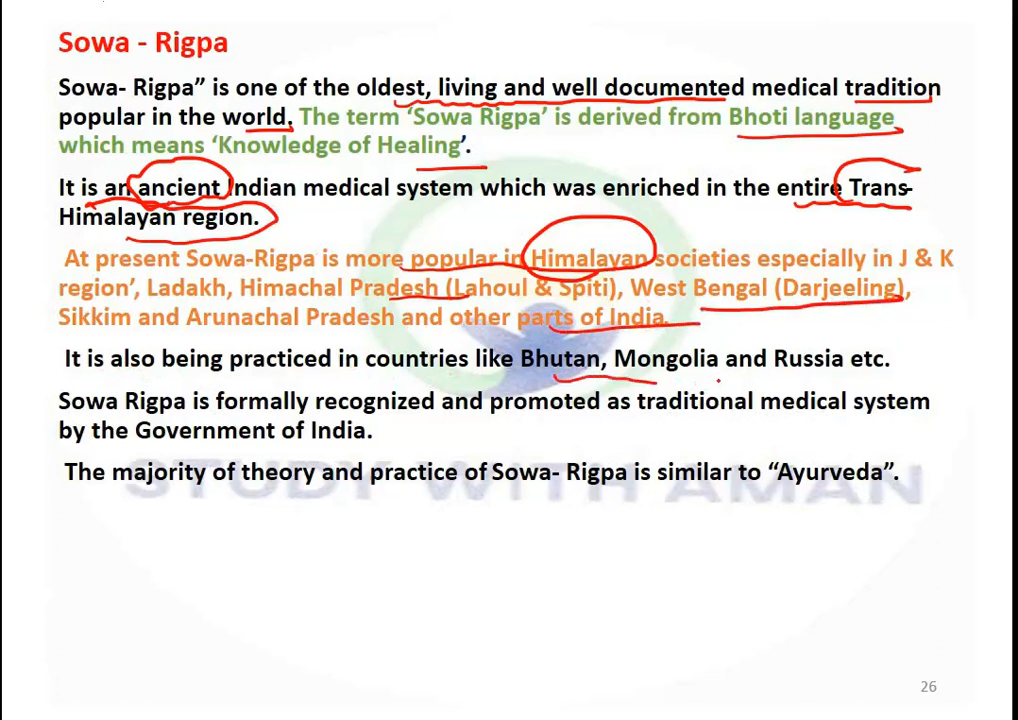 Sowa - Rigpa
Sowa- Rigpa” is one of the oldest, living and well documented medical tradition
popular in the world. The term ‘Sowa Rigpa’ is derived from Bhoti language
which means ‘Knowledge of Healing’.
It is an ancient Indian medical system which was enriched in the entire Trans-
Himalayan region.
At present Sowa-Rigpa is more popular in Himalayan societies especially in J & K
region’, Ladakh, Himachal Pradesh (Lahoul & Spiti), West Bengal (Darjeeling),
Sikkim and Arunachal Pradesh and other parts of India.
It is also being practiced in countries like Bhutan, Mongolia and Russia etc.
Sowa Rigpa is formally recognized and promoted as traditional medical system
by the Government of India.
The majority of theory and practice of Sowa- Rigpa is similar to “Ayurveda”.
STUDY WITH AMAN
26